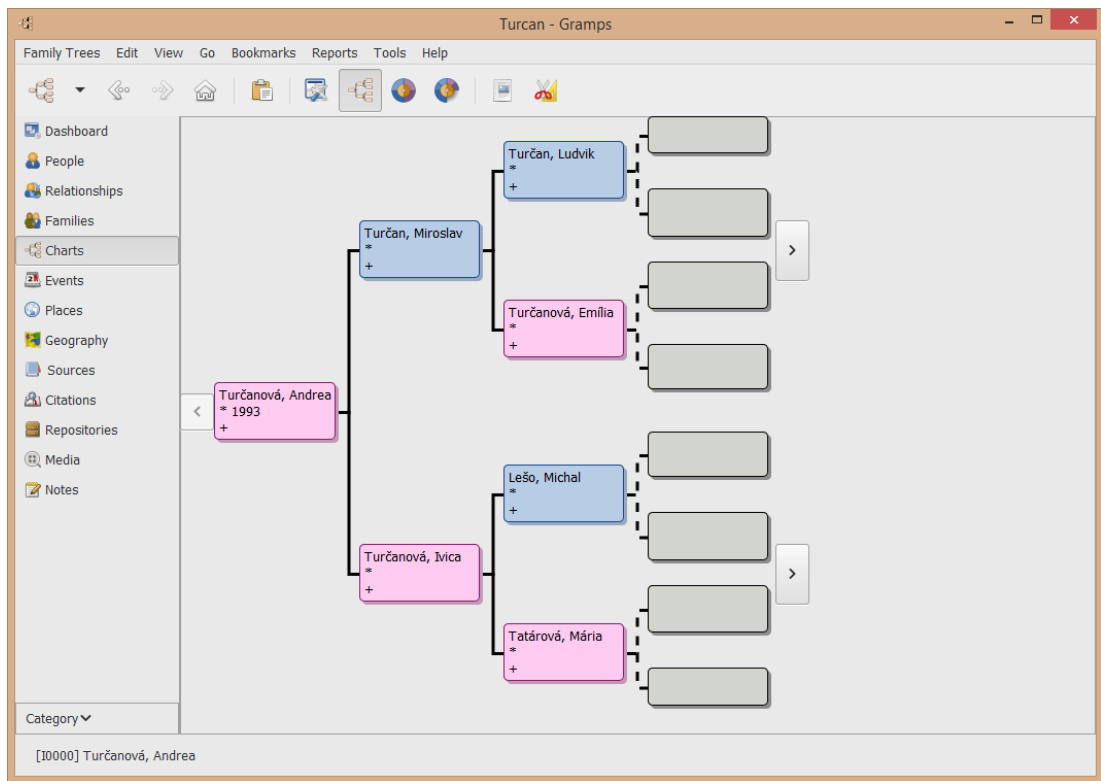 Turcan - Gramps
Family Trees Edit View Go Bookmarks Reports Tools Help
Dashboard
People
Relationships
Families
Charts
Events
Places
Geography
Sources
Citations
Repositories
Media
Notes
Turčanová, Andrea
* 1993
+
Turčan, Miroslav
*
+
Turčanová, Ivica
*
+
Turčan, Ludvik
*
+
Turčanová, Emília
*
+
Lešo, Michal
*
+
Tatárová, Mária
*
+
Category
[I0000] Turčanová, Andrea